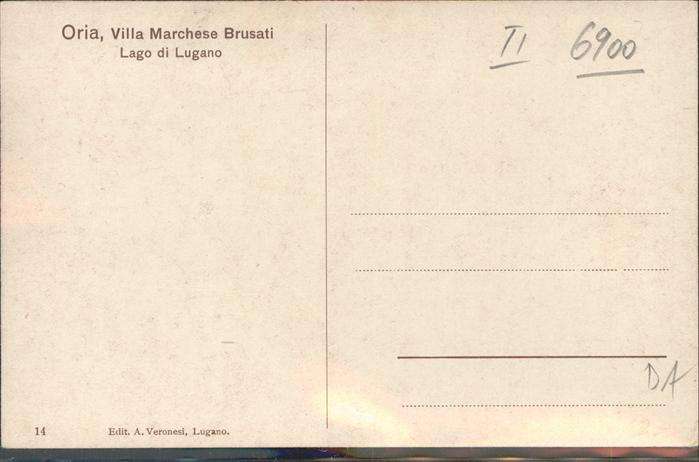 Oria, Villa Marchese Brusati
Lago di Lugano
TI 6900
DA
14 Edit. A. Veronesi, Lugano.